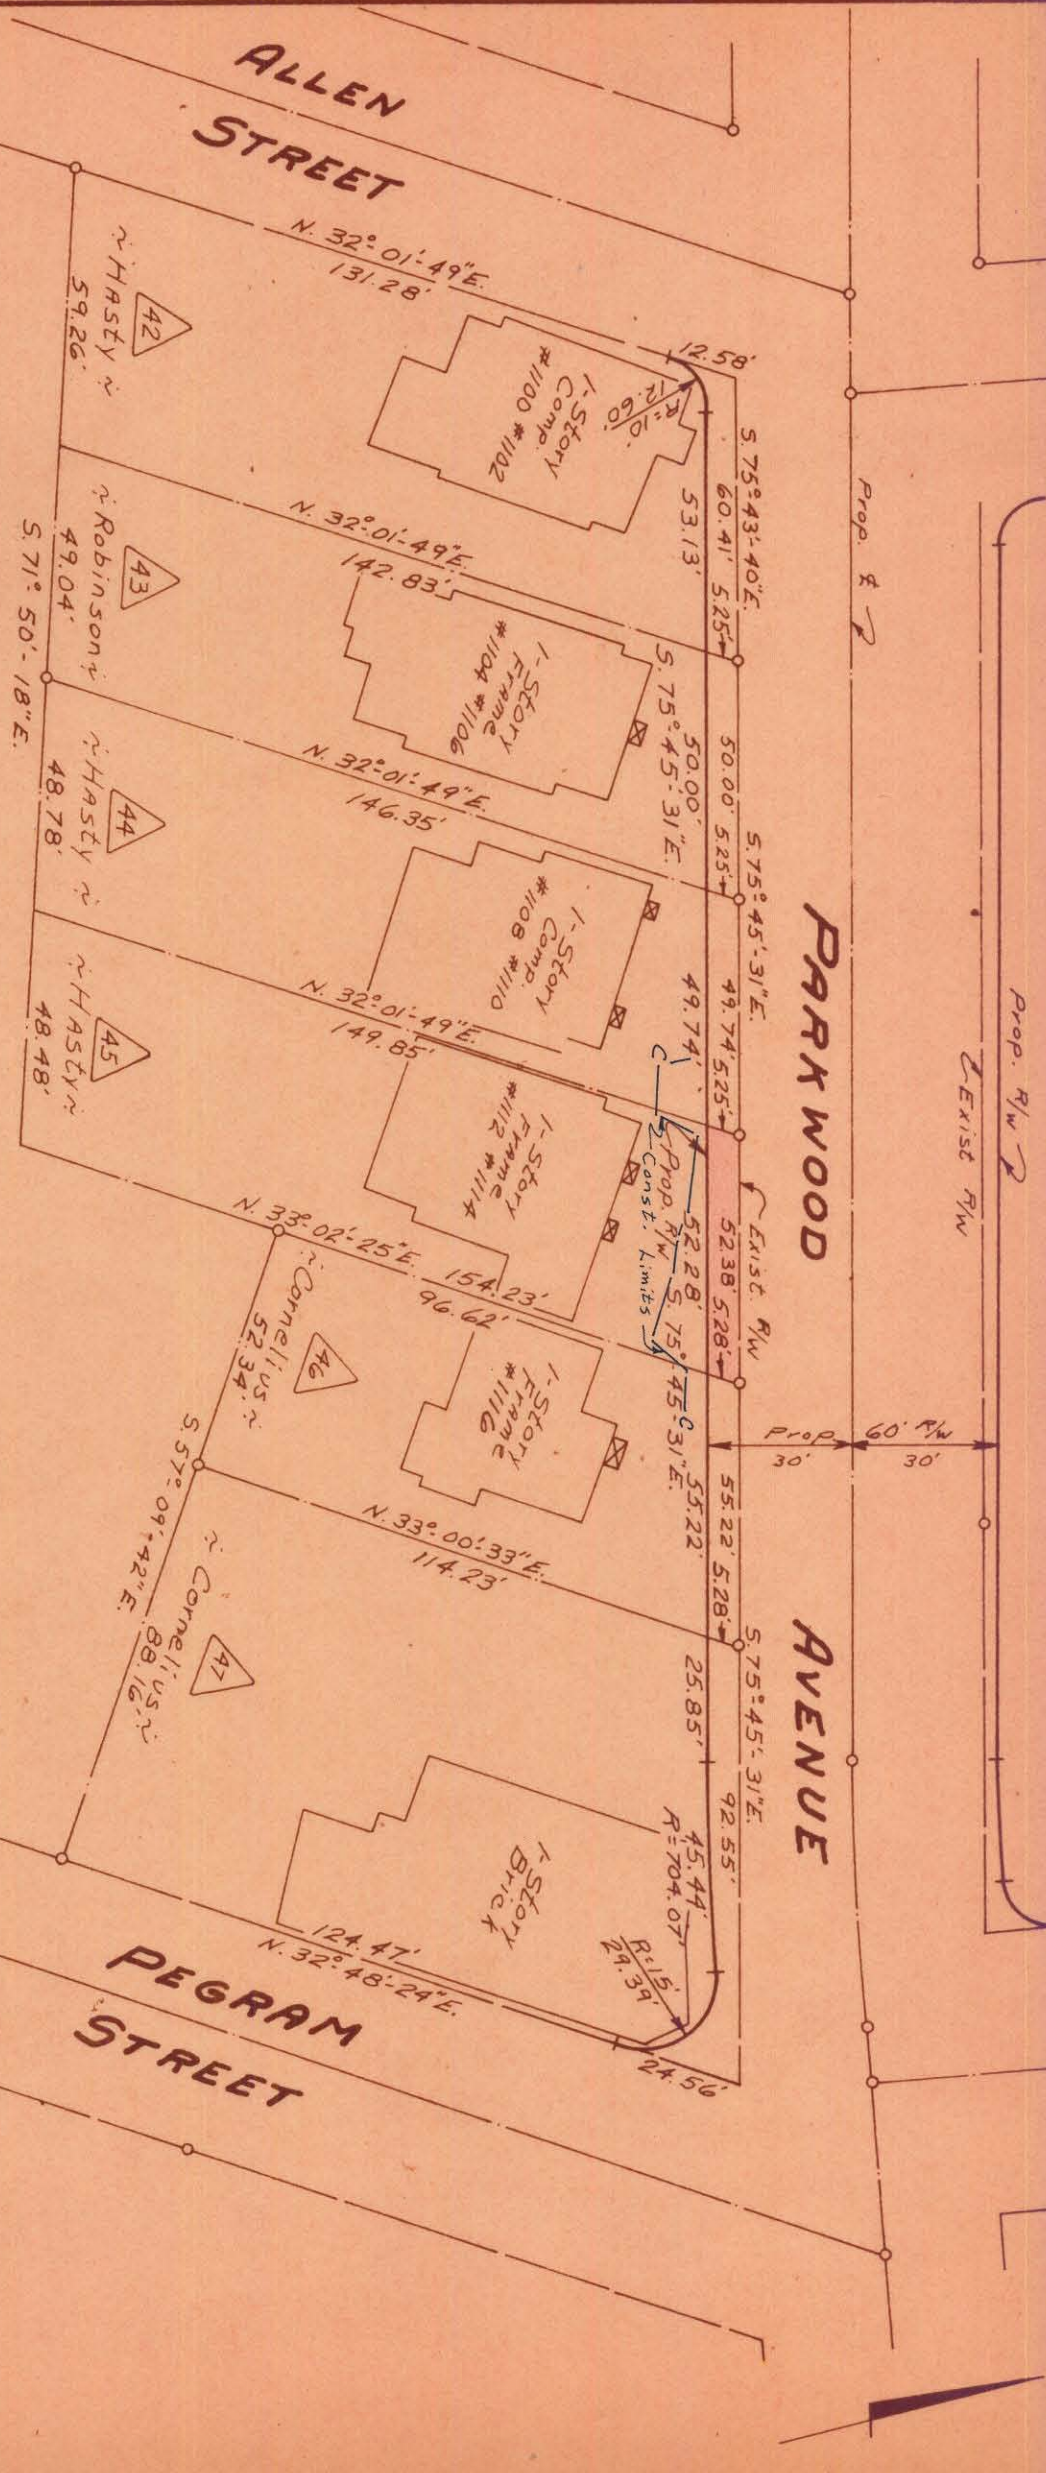 ALLEN
STREET
PARKWOOD
AVENUE
PEGRAM
STREET
Prop. R/W
Exist R/W
Prop. ℄
Exist. R/W
Prop. 60' R/W
30' 30'
12.58'
S. 75°-43'-40"E.
60.41' 5.25'
53.13'
R=10'
12.60'
N. 32°-01'-49"E.
131.28'
1-Story
Comp.
#1100 #1102
42
~ Hasty ~
59.26'
N. 32°-01'-49"E.
142.83'
S. 75°-45'-31"E.
50.00' 5.25'
50.00'
S. 75°-45'-31"E.
1-Story
Frame
#1104 #1106
43
~ Robinson ~
49.04'
S. 71°-50'-18"E.
N. 32°-01'-49"E.
146.35'
49.74' 5.25'
49.74'
1-Story
Comp.
#1108 #1110
44
~ Hasty ~
48.78'
N. 32°-01'-49"E.
149.85'
52.38' 5.28'
52.28'
C
Prop. R/W
S. 75°-45'-31"E.
Const. Limits
C
1-Story
Frame
#1112 #1114
45
~ Hasty ~
48.48'
N. 33°-02'-25"E. 154.23'
96.62'
55.22' 5.28'
55.22'
1-Story
Frame
#1116
46
~ Cornelius ~
52.34'
N. 33°-00'-33"E.
114.23'
S. 75°-45'-31"E.
92.55'
25.85'
45.44'
R=704.07'
R=15'
29.39'
24.56'
1-Story
Brick
47
~ Cornelius ~
S. 57°-09'-42"E. 88.16'
124.47'
N. 32°-48'-24"E.